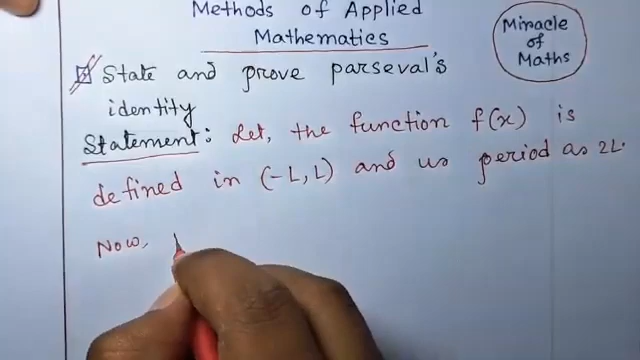 Methods of Applied
Mathematics
Miracle
of
Maths
State and prove parseval's
identity
Statement: Let, the function f(x) is
defined in (-L, L) and us period as 2L.
Now,